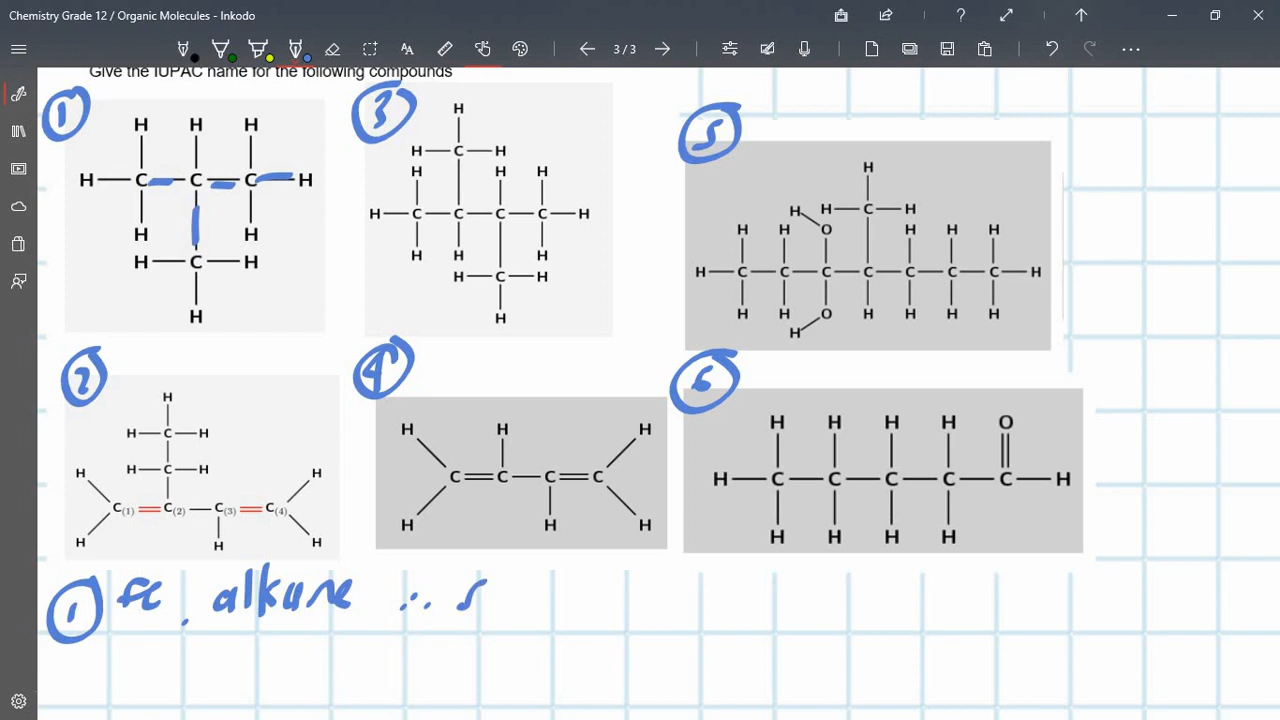 Chemistry Grade 12 / Organic Molecules - Inkodo
3 / 3
Give the IUPAC name for the following compounds
1
H H H
H C C C H
H H
H C H
H
3
H
H C H
H H H
H C C C C H
H H H
H C H
H
5
H
H H C H
H H O H H H
H C C C C C C C H
H H O H H H H
H
2
H
H C H
H C H
H H
C(1) C(2) C(3) C(4)
H H H
4
H H H
C C C C
H H H
6
H H H H O
H C C C C C H
H H H H
1 alkane ∴ s